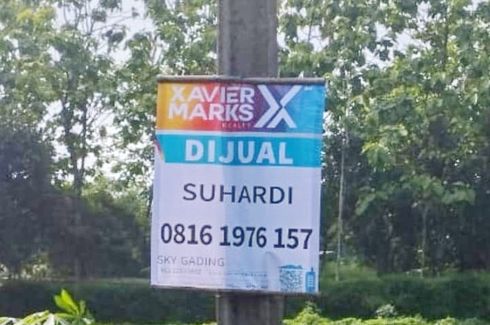 XAVIER
MARKS
REALTY
DIJUAL
SUHARDI
0816 1976 157
SKY GADING